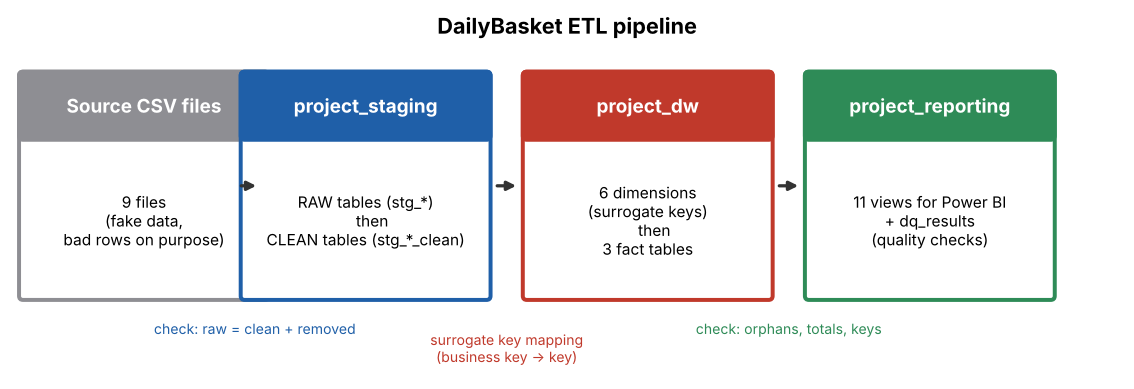 DailyBasket ETL pipeline
Source CSV files
9 files
(fake data,
bad rows on purpose)
project_staging
RAW tables (stg_*)
then
CLEAN tables (stg_*_clean)
project_dw
6 dimensions
(surrogate keys)
then
3 fact tables
project_reporting
11 views for Power BI
+ dq_results
(quality checks)
check: raw = clean + removed
surrogate key mapping
(business key → key)
check: orphans, totals, keys